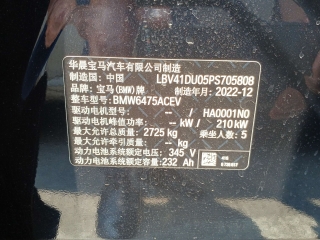 华晨宝马汽车有限公司制造
制造国: 中国 LBV41DU05PS705808
品牌: 宝马(BMW)牌 制造年月: 2022-12
整车型号: BMW6475ACEV
驱动电机型号: -- / HA0001N0
驱动电机峰值功率: -- kW / 210 kW
最大允许总质量: 2725 kg 乘坐人数: 5
最大允许总质量: -- kg
动力电池系统额定电压: 345 V
动力电池系统额定容量: 232 Ah